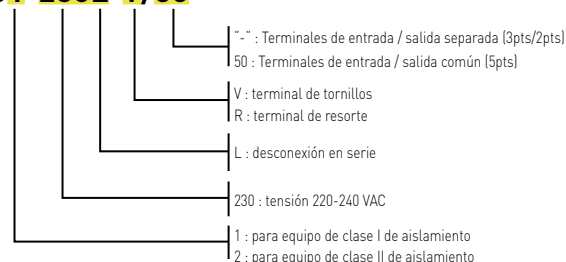 "-" : Terminales de entrada / salida separada (3pts/2pts)
50 : Terminales de entrada / salida común (5pts)
V : terminal de tornillos
R : terminal de resorte
L : desconexión en serie
230 : tensión 220-240 VAC
1 : para equipo de clase I de aislamiento
2 : para equipo de clase II de aislamiento